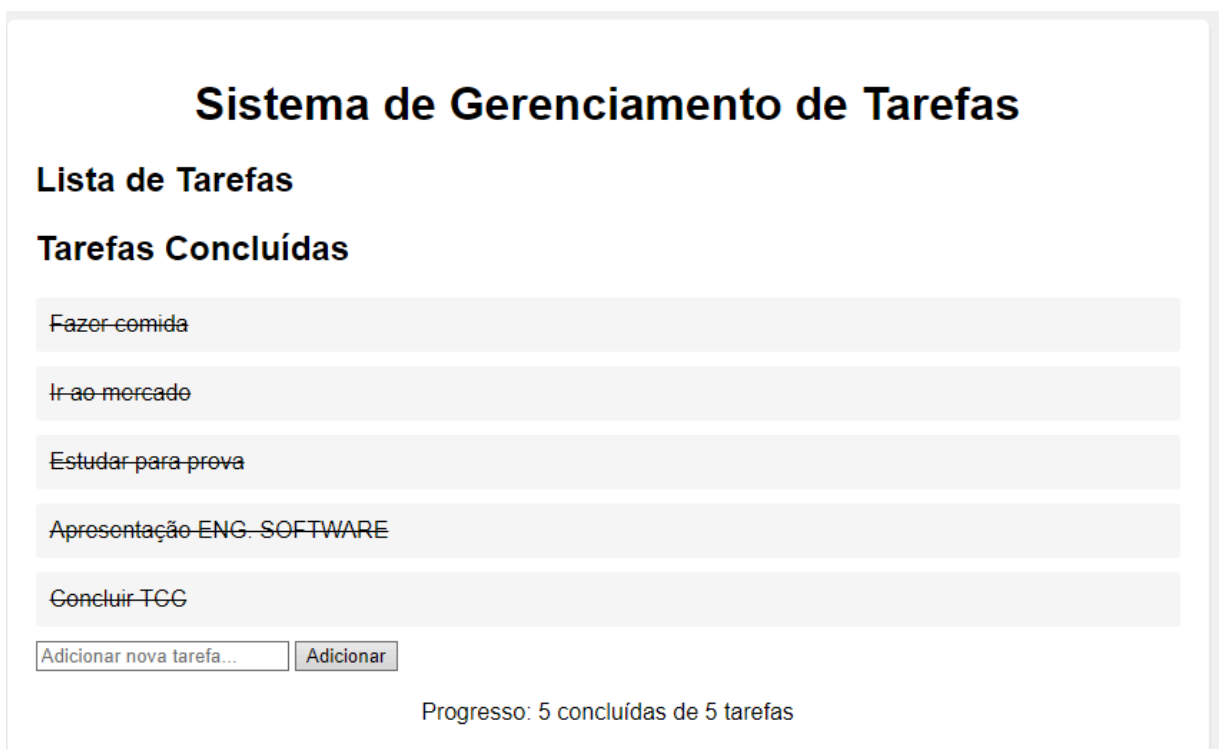 Sistema de Gerenciamento de Tarefas
Lista de Tarefas
Tarefas Concluídas
Fazer comida
Ir ao mercado
Estudar para prova
Apresentação ENG. SOFTWARE
Concluir TCC
Adicionar nova tarefa... Adicionar
Progresso: 5 concluídas de 5 tarefas